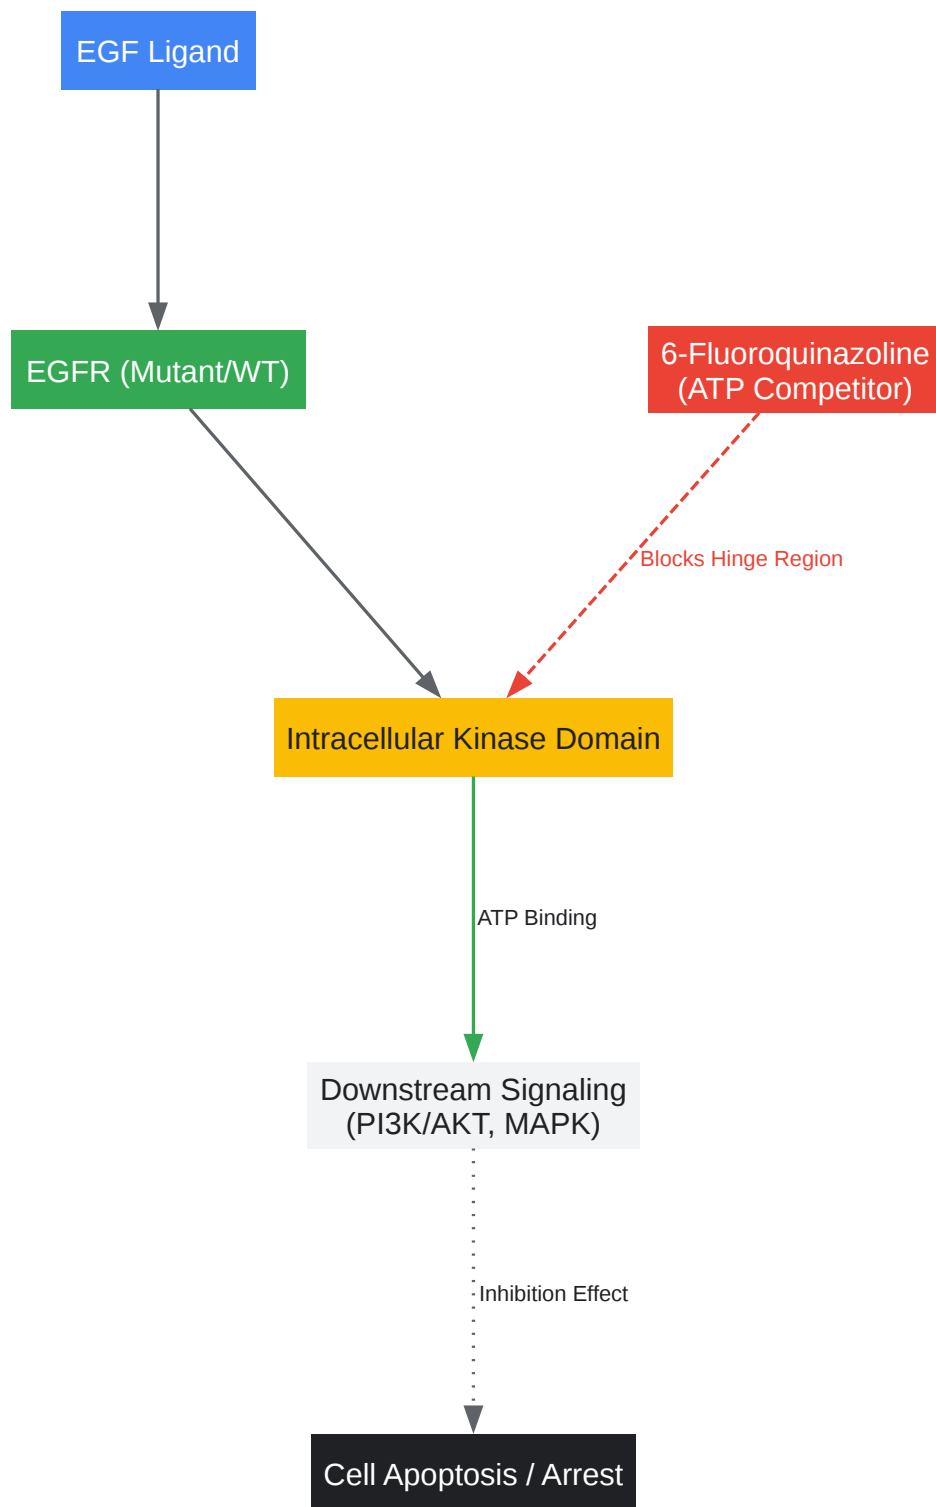 EGF Ligand
EGFR (Mutant/WT)
6-Fluoroquinazoline
(ATP Competitor)
Blocks Hinge Region
Intracellular Kinase Domain
ATP Binding
Downstream Signaling
(PI3K/AKT, MAPK)
Inhibition Effect
Cell Apoptosis / Arrest